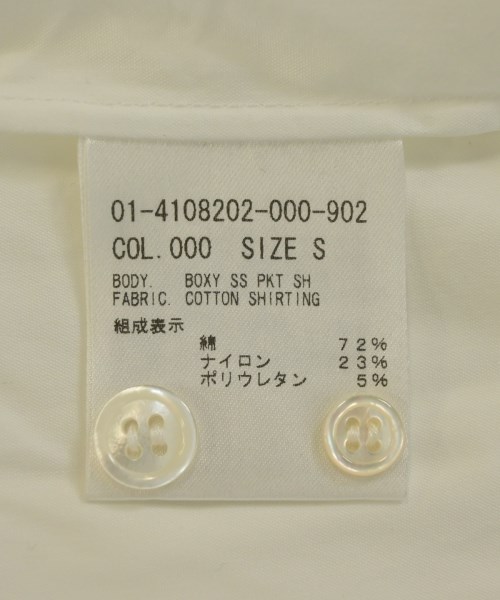 01-4108202-000-902
COL.000 SIZE S
BODY. BOXY SS PKT SH
FABRIC. COTTON SHIRTING
組成表示
綿 72%
ナイロン 23%
ポリウレタン 5%